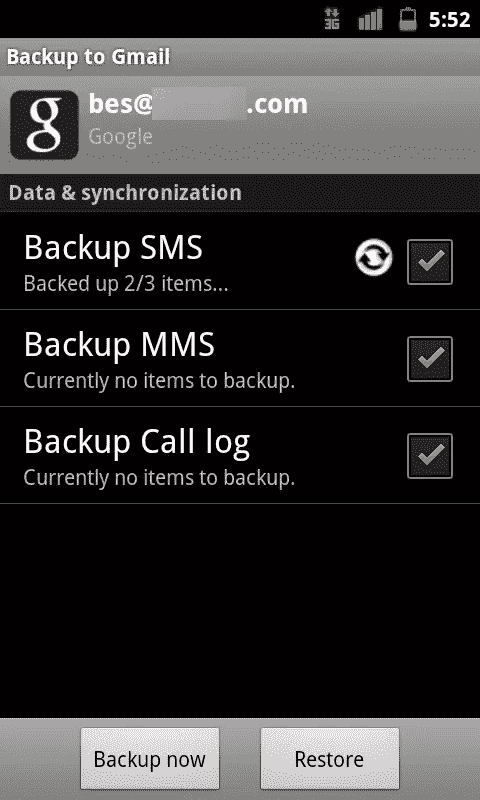 3G 5:52
Backup to Gmail
bes@ .com
g Google
Data & synchronization
Backup SMS
Backed up 2/3 items...
Backup MMS
Currently no items to backup.
Backup Call log
Currently no items to backup.
Backup now Restore